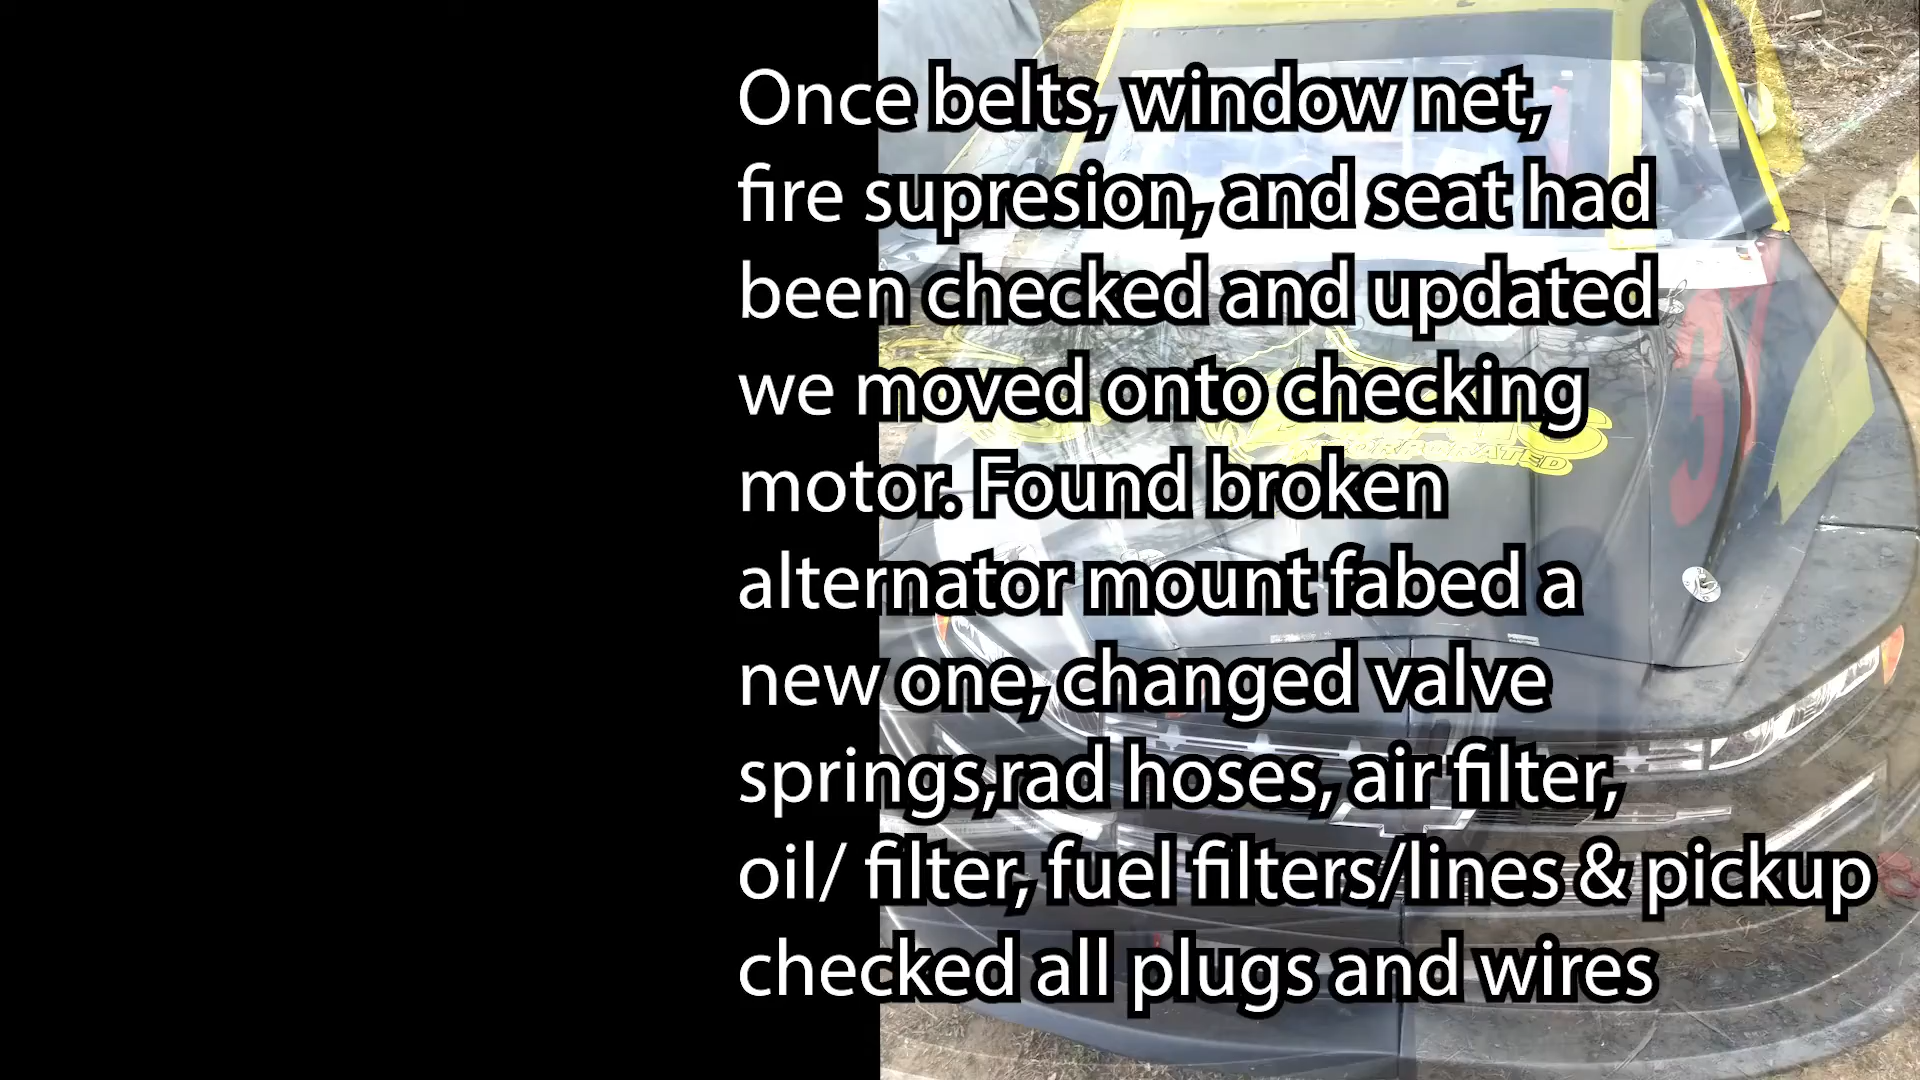 Once belts, window net,
fire supresion, and seat had
been checked and updated
we moved onto checking
motor. Found broken
alternator mount fabed a
new one, changed valve
springs,rad hoses, air filter,
oil/ filter, fuel filters/lines & pickup
checked all plugs and wires
37
INCORPORATED